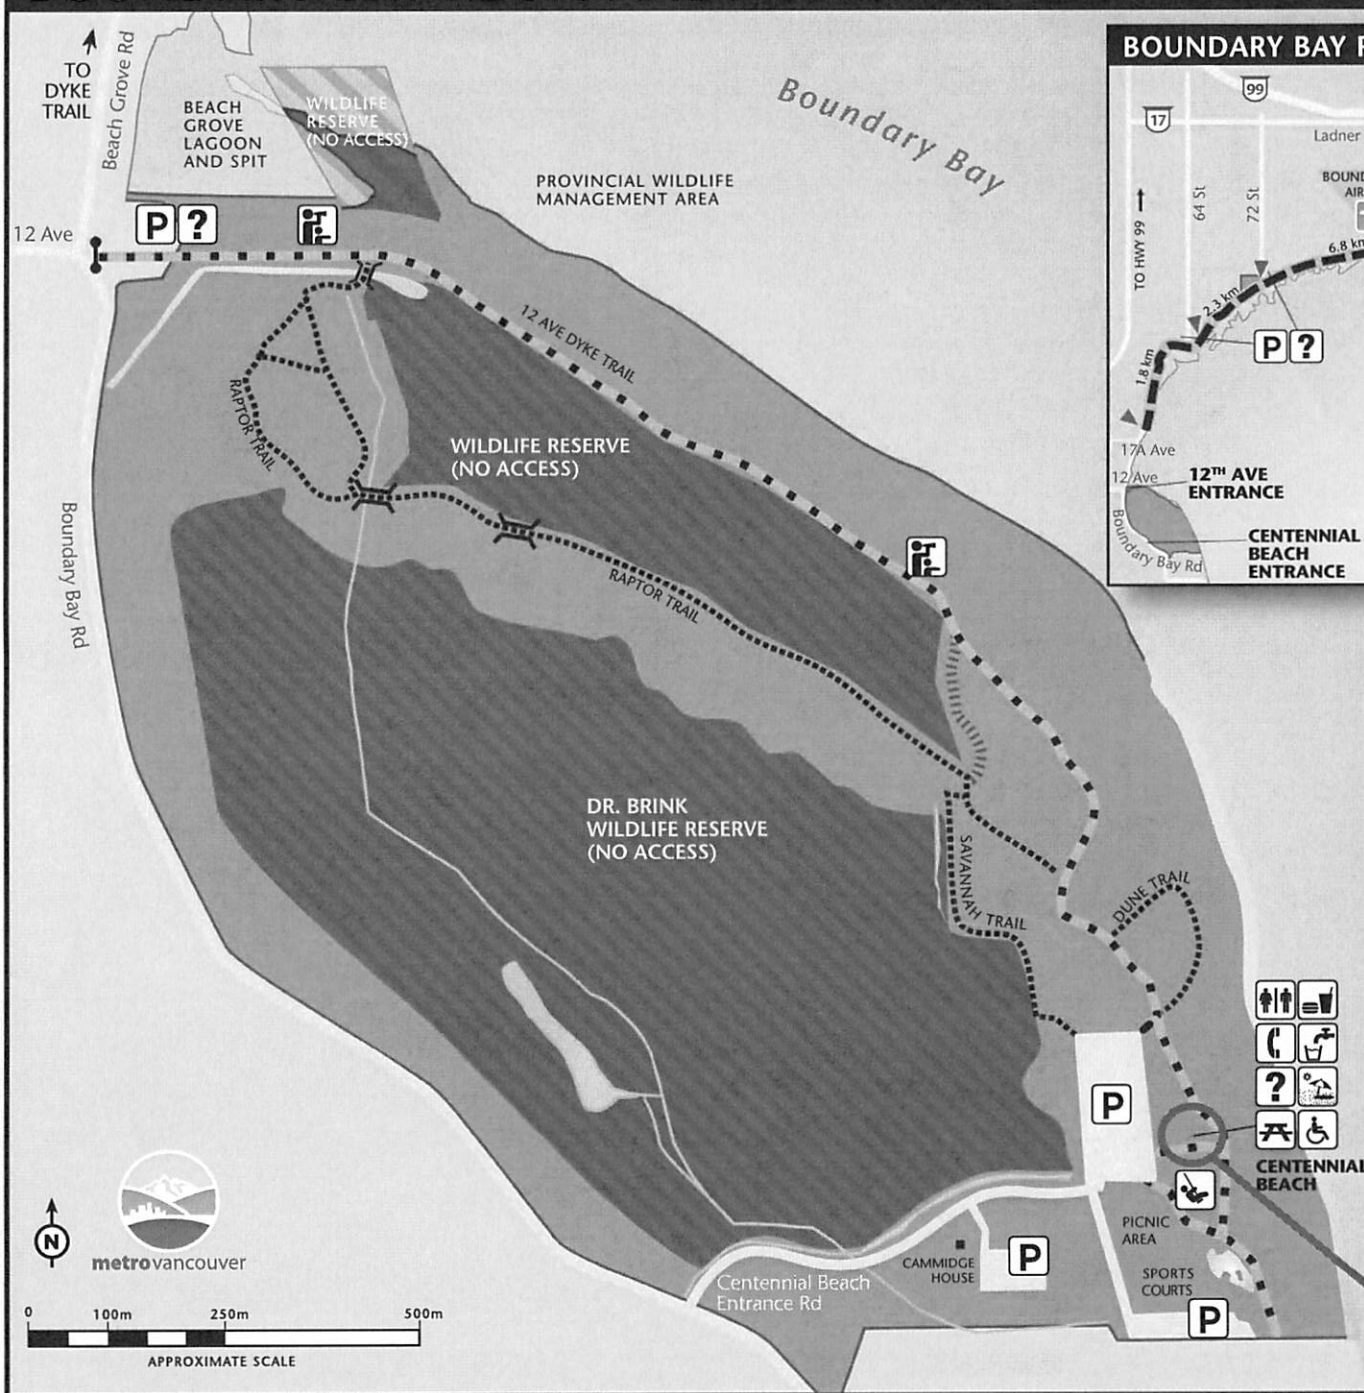 TO
DYKE
TRAIL
Beach Grove Rd
BEACH
GROVE
LAGOON
AND SPIT
WILDLIFE
RESERVE
(NO ACCESS)
Boundary Bay
PROVINCIAL WILDLIFE
MANAGEMENT AREA
12 Ave
P ?
12 AVE DYKE TRAIL
RAPTOR TRAIL
WILDLIFE RESERVE
(NO ACCESS)
RAPTOR TRAIL
Boundary Bay Rd
DR. BRINK
WILDLIFE RESERVE
(NO ACCESS)
SAVANNAH TRAIL
DUNE TRAIL
P
?
CENTENNIAL
BEACH
PICNIC
AREA
SPORTS
COURTS
P
CAMMIDGE
HOUSE
P
Centennial Beach
Entrance Rd
N
metrovancouver
0 100m 250m 500m
APPROXIMATE SCALE
BOUNDARY BAY
99
17
Ladner
TO HWY 99
64 St
72 St
6.8 km
2.3 km
1.8 km
P ?
17A Ave
12 Ave
12TH AVE
ENTRANCE
Boundary Bay Rd
CENTENNIAL
BEACH
ENTRANCE